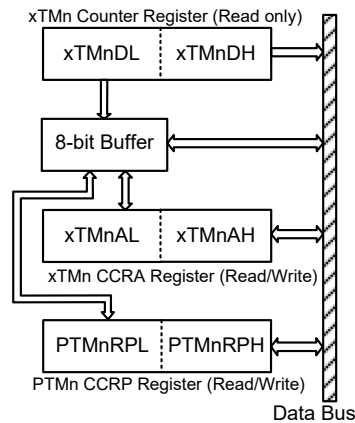 xTMn Counter Register (Read only)
xTMnDL xTMnDH
8-bit Buffer
xTMnAL xTMnAH
xTMn CCRA Register (Read/Write)
PTMnRPL PTMnRPH
PTMn CCRP Register (Read/Write)
Data Bus